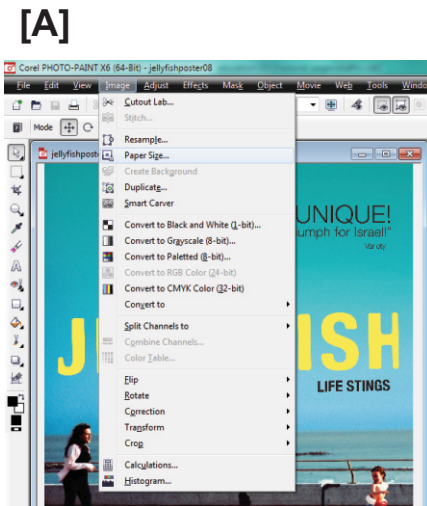 [A]
Corel PHOTO-PAINT X6 (64-Bit) - jellyfishposter08
File Edit View Image Adjust Effects Mask Object Movie Web Tools Windo
Mode
jellyfishpost
Cutout Lab...
Stitch...
Resample...
Paper Size...
Create Background
Duplicate...
Smart Carver
Convert to Black and White (1-bit)...
Convert to Grayscale (8-bit)...
Convert to Paletted (8-bit)...
Convert to RGB Color (24-bit)
Convert to CMYK Color (32-bit)
Convert to
Split Channels to
Combine Channels...
Color Table...
Flip
Rotate
Correction
Transform
Crop
Calculations...
Histogram...
UNIQUE!
umph for Israel!"
Variety
J SH
LIFE STINGS